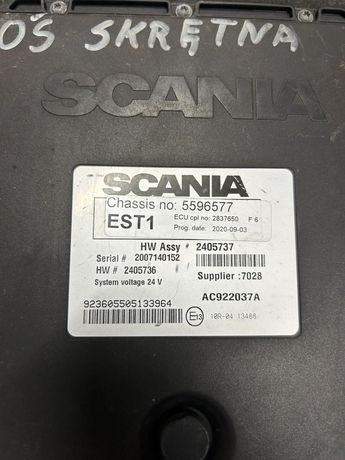 OŚ SKRĘTNA
SCANIA
SCANIA
Chassis no: 5596577
EST1
ECU cpl no: 2837650 F 6
Prog. date: 2020-09-03
HW Assy # 2405737
Serial # 2007140152
HW # 2405736
Supplier :7028
System voltage 24 V
AC922037A
923605505133964
E13
10R-04 13488